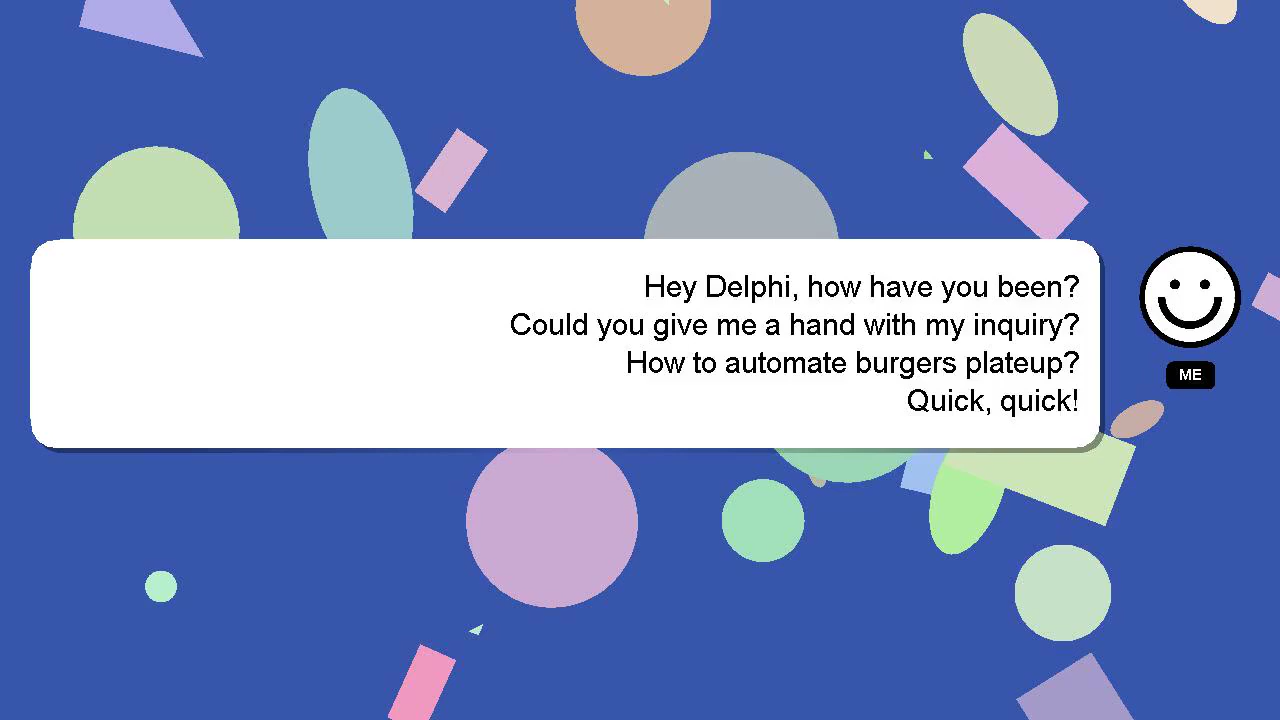 Hey Delphi, how have you been?
Could you give me a hand with my inquiry?
How to automate burgers plateup?
Quick, quick!
ME